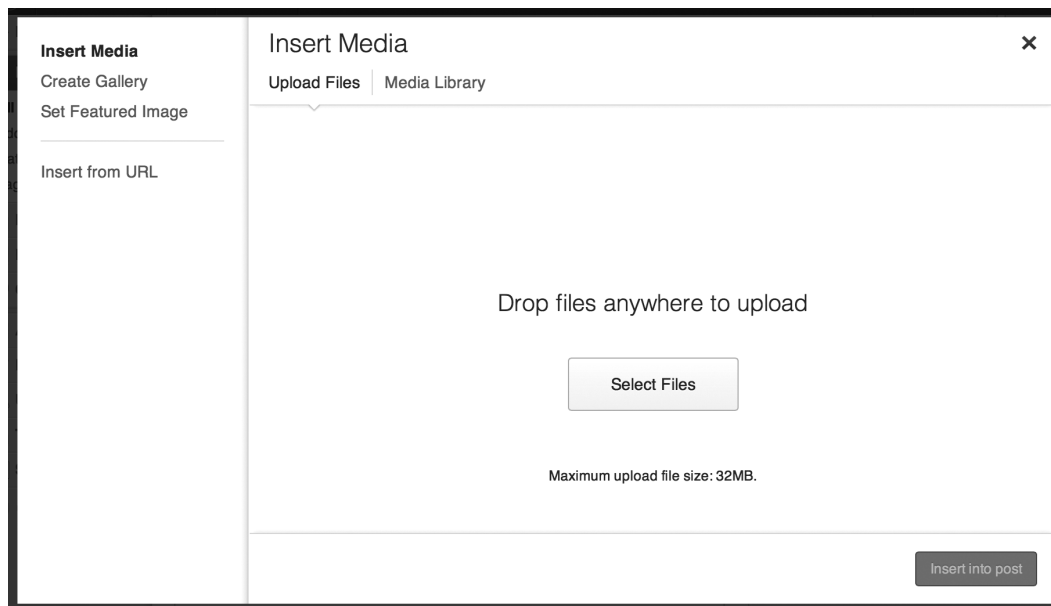 Insert Media
Create Gallery
Set Featured Image
Insert from URL
Insert Media
Upload Files
Media Library
Drop files anywhere to upload
Select Files
Maximum upload file size: 32MB.
Insert into post